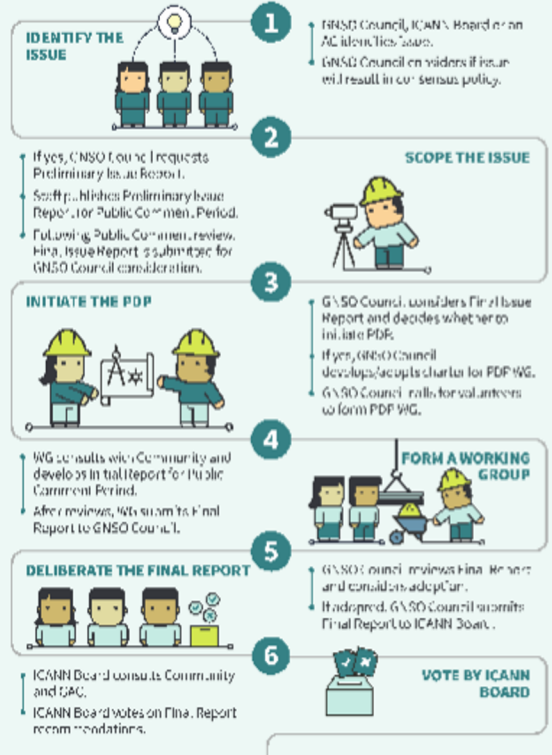 1
IDENTIFY THE
ISSUE
GNSO Council, ICANN Board or an
AC identifies issue.
GNSO Council considers if issue
will result in consensus policy.
2
SCOPE THE ISSUE
If yes, GNSO Council requests
Preliminary Issue Report.
Staff publishes Preliminary Issue
Report for Public Comment Period.
Following Public Comment review,
Final Issue Report is submitted for
GNSO Council consideration.
3
INITIATE THE PDP
GNSO Council considers Final Issue
Report and decides whether to
initiate PDP.
If yes, GNSO Council
develops/adopts charter for PDP WG.
GNSO Council calls for volunteers
to form PDP WG.
4
FORM A WORKING
GROUP
WG consults with Community and
develops Initial Report for Public
Comment Period.
After reviews, WG submits Final
Report to GNSO Council.
5
DELIBERATE THE FINAL REPORT
GNSO Council reviews Final Report
and considers adoption.
If adopted, GNSO Council submits
Final Report to ICANN Board.
6
VOTE BY ICANN
BOARD
ICANN Board consults Community
and GAC.
ICANN Board votes on Final Report
recommendations.